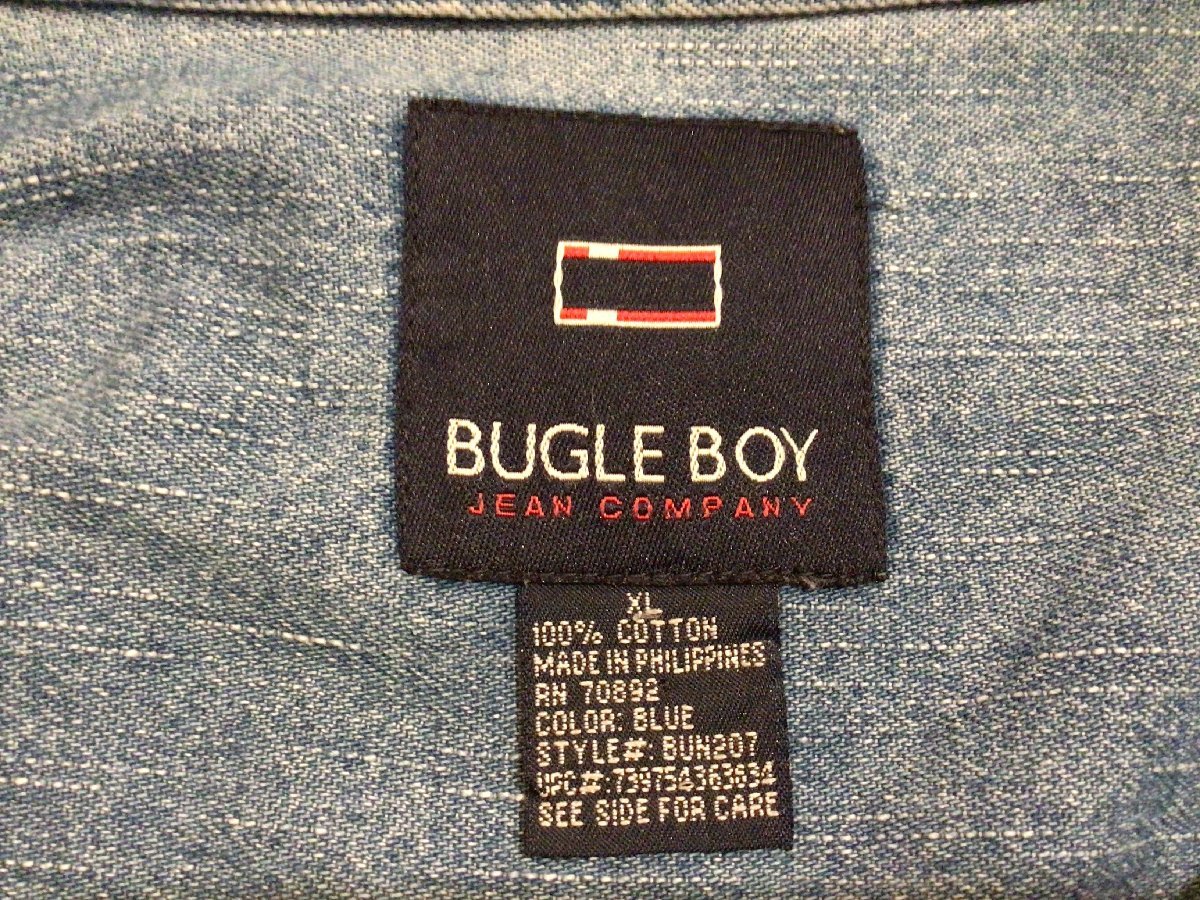 BUGLE BOY
JEAN COMPANY
XL
100% COTTON
MADE IN PHILIPPINES
RN 70892
COLOR: BLUE
STYLE#: BUN207
UPC#:739754363634
SEE SIDE FOR CARE